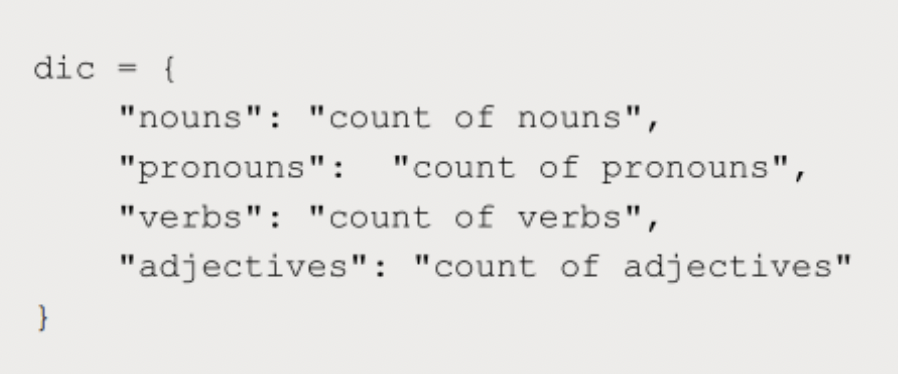 dic = {
    "nouns": "count of nouns",
    "pronouns":  "count of pronouns",
    "verbs": "count of verbs",
    "adjectives": "count of adjectives"
}